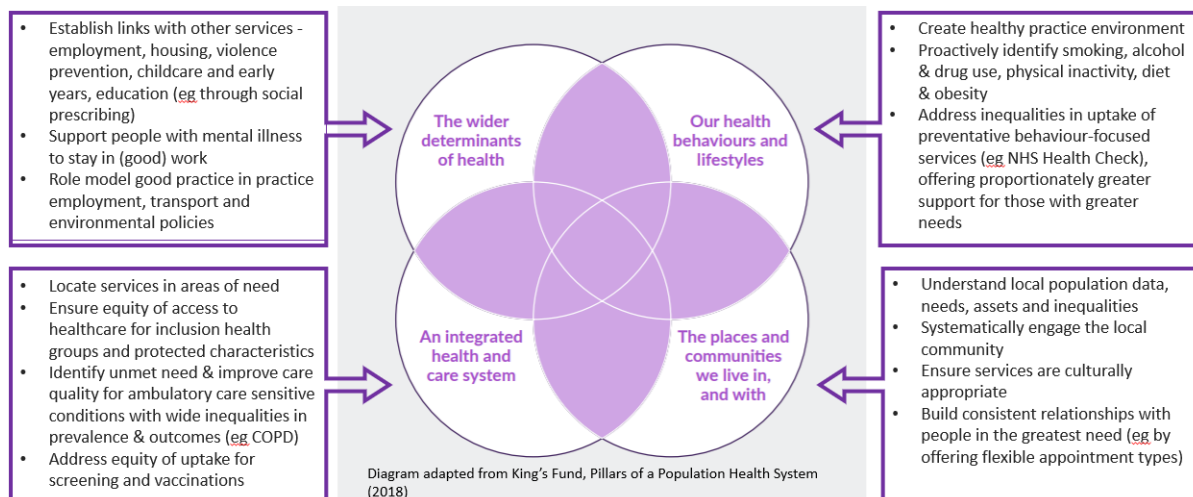 • Establish links with other services -
employment, housing, violence
prevention, childcare and early
years, education (eg through social
prescribing)
• Support people with mental illness
to stay in (good) work
• Role model good practice in practice
employment, transport and
environmental policies
The wider
determinants
of health
Our health
behaviours and
lifestyles
• Create healthy practice environment
• Proactively identify smoking, alcohol
& drug use, physical inactivity, diet
& obesity
• Address inequalities in uptake of
preventative behaviour-focused
services (eg NHS Health Check),
offering proportionately greater
support for those with greater
needs
• Locate services in areas of need
• Ensure equity of access to
healthcare for inclusion health
groups and protected characteristics
• Identify unmet need & improve care
quality for ambulatory care sensitive
conditions with wide inequalities in
prevalence & outcomes (eg COPD)
• Address equity of uptake for
screening and vaccinations
An integrated
health and
care system
The places and
communities
we live in,
and with
• Understand local population data,
needs, assets and inequalities
• Systematically engage the local
community
• Ensure services are culturally
appropriate
• Build consistent relationships with
people in the greatest need (eg by
offering flexible appointment types)
Diagram adapted from King's Fund, Pillars of a Population Health System
(2018)